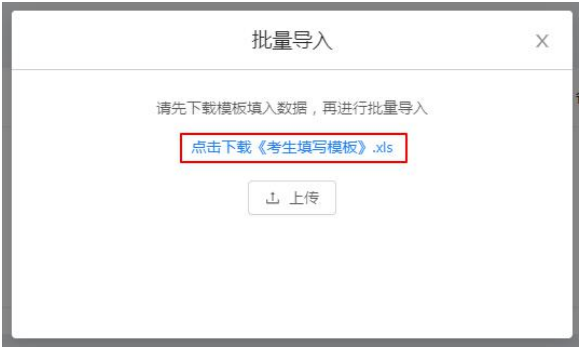 批量导入
请先下载模板填入数据，再进行批量导入
点击下载《考生填写模板》.xls
上传